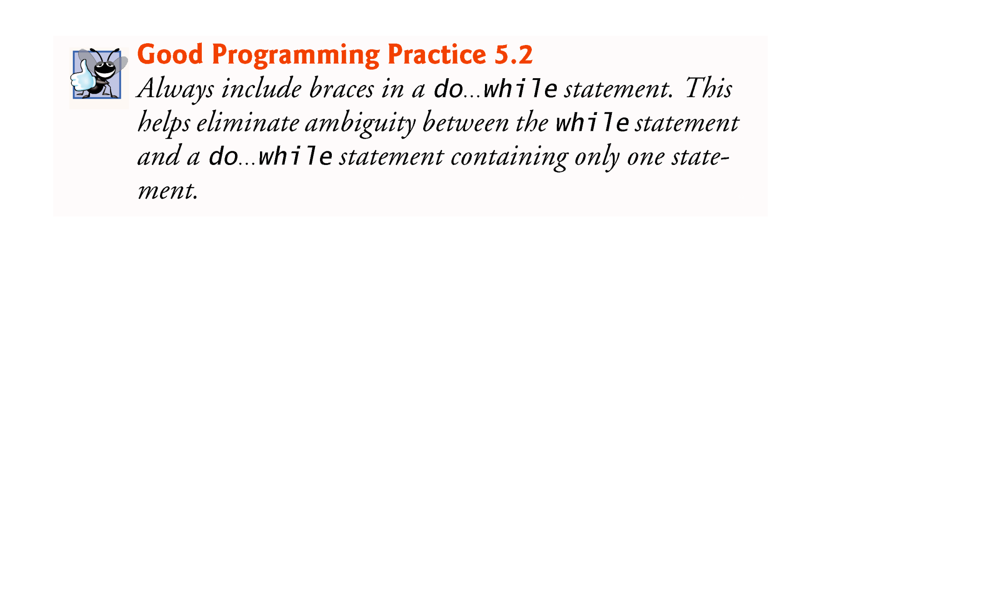 Good Programming Practice 5.2
Always include braces in a do...while statement. This
helps eliminate ambiguity between the while statement
and a do...while statement containing only one state-
ment.